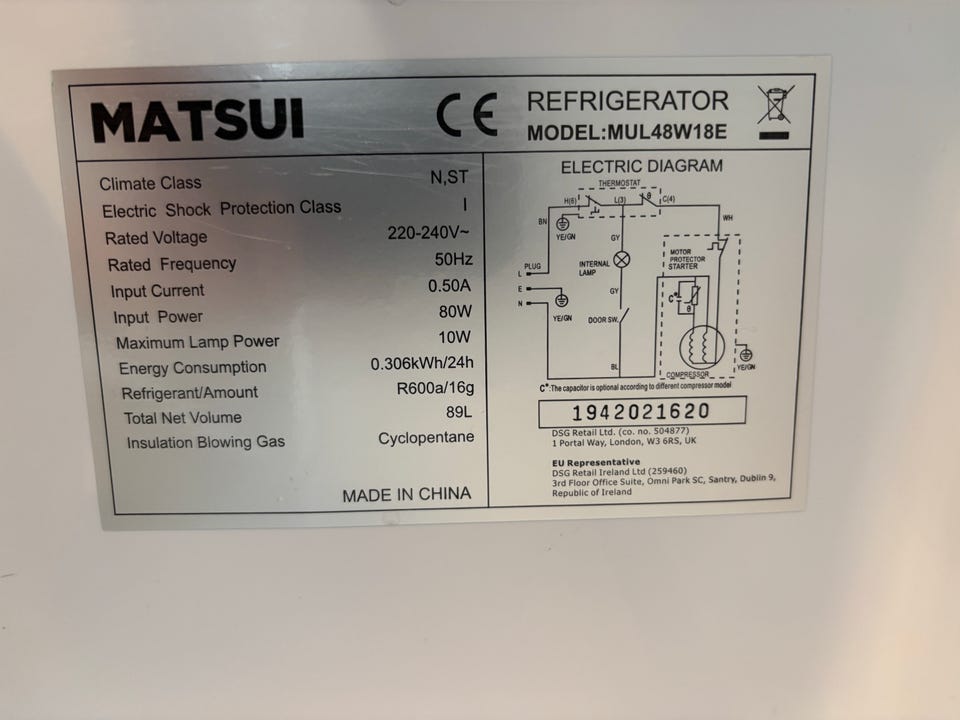 MATSUI
CE
REFRIGERATOR
MODEL:MUL48W18E
Climate Class N,ST
Electric Shock Protection Class I
Rated Voltage 220-240V~
Rated Frequency 50Hz
Input Current 0.50A
Input Power 80W
Maximum Lamp Power 10W
Energy Consumption 0.306kWh/24h
Refrigerant/Amount R600a/16g
Total Net Volume 89L
Insulation Blowing Gas Cyclopentane
MADE IN CHINA
ELECTRIC DIAGRAM
THERMOSTAT
H(6) L(3) θ C(4)
BN
YE/GN
GY
WH
PLUG
L
E
N
YE/GN
INTERNAL
LAMP
GY
DOOR SW.
BL
MOTOR
PROTECTOR
STARTER
C*
θ
COMPRESSOR
YE/GN
C*:The capacitor is optional according to different compressor model
1942021620
DSG Retail Ltd. (co. no. 504877)
1 Portal Way, London, W3 6RS, UK
EU Representative
DSG Retail Ireland Ltd (259460)
3rd Floor Office Suite, Omni Park SC, Santry, Dublin 9,
Republic of Ireland